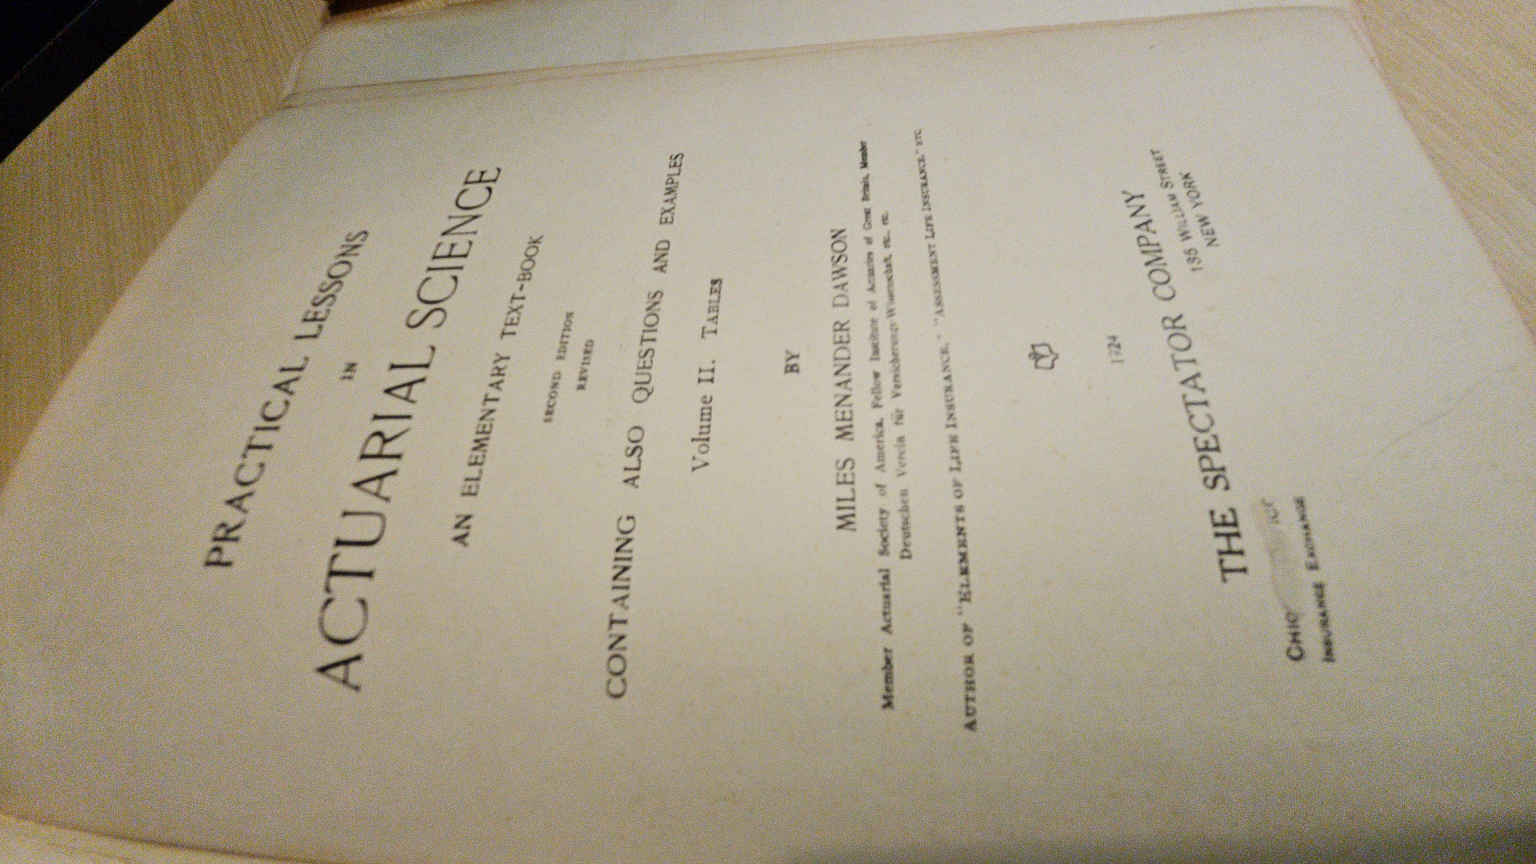 PRACTICAL LESSONS
IN
ACTUARIAL SCIENCE
AN ELEMENTARY TEXT-BOOK
SECOND EDITION
REVISED
CONTAINING ALSO QUESTIONS AND EXAMPLES
Volume II. TABLES
BY
MILES MENANDER DAWSON
Member Actuarial Society of America, Fellow Institute of Actuaries of Great Britain, Member
Deutschen Verein für Versicherungs-Wissenschaft, etc., etc.
AUTHOR OF "ELEMENTS OF LIFE INSURANCE," "ASSESSMENT LIFE INSURANCE," ETC.
1924
THE SPECTATOR COMPANY
135 WILLIAM STREET
NEW YORK
INSURANCE EXCHANGE